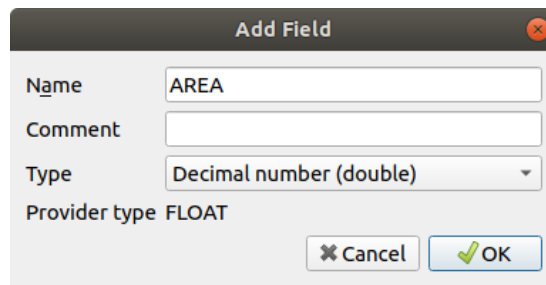 Add Field
Name AREA
Comment
Type Decimal number (double)
Provider type FLOAT
Cancel OK